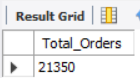 Result Grid
Total_Orders
21350